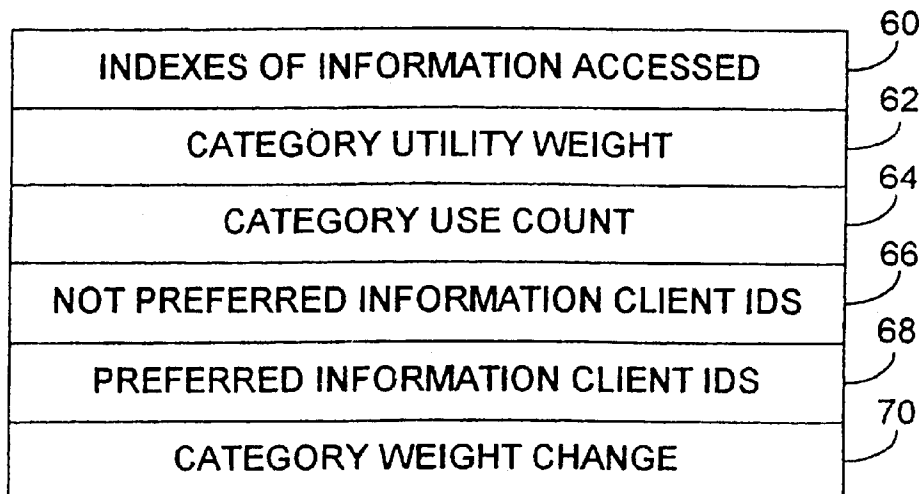 60
INDEXES OF INFORMATION ACCESSED
62
CATEGORY UTILITY WEIGHT
64
CATEGORY USE COUNT
66
NOT PREFERRED INFORMATION CLIENT IDS
68
PREFERRED INFORMATION CLIENT IDS
70
CATEGORY WEIGHT CHANGE